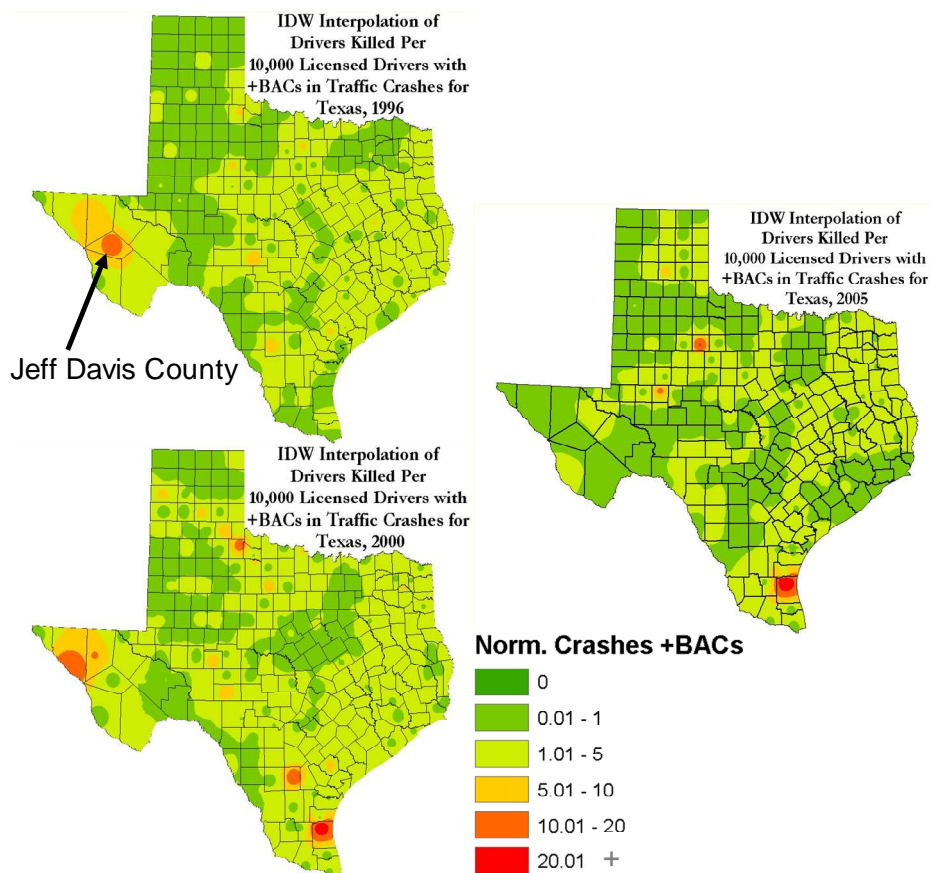 IDW Interpolation of
Drivers Killed Per
10,000 Licensed Drivers with
+BACs in Traffic Crashes for
Texas, 1996
Jeff Davis County
IDW Interpolation of
Drivers Killed Per
10,000 Licensed Drivers with
+BACs in Traffic Crashes for
Texas, 2005
IDW Interpolation of
Drivers Killed Per
10,000 Licensed Drivers with
+BACs in Traffic Crashes for
Texas, 2000
Norm. Crashes +BACs
0
0.01 - 1
1.01 - 5
5.01 - 10
10.01 - 20
20.01 +